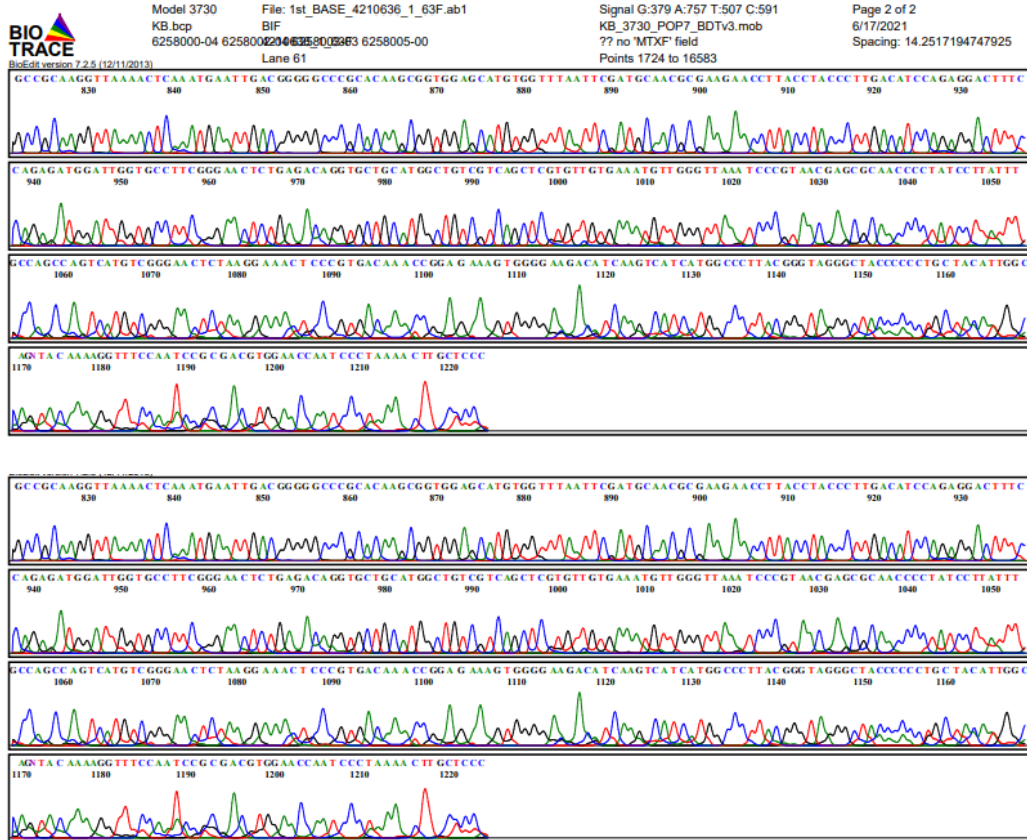 BIO TRACE
Model 3730 File: 1st_BASE_4210636_1_63F.ab1 Signal G:379 A:757 T:507 C:591 Page 2 of 2
KB.bcp BIF KB_3730_POP7_BDTv3.mob 6/17/2021
6258000-04 6258005-00 ?? no 'MTXF' field Spacing: 14.2517194747925
Lane 61 Points 1724 to 16583
BioEdit version 7.2.5 (12/11/2013)
GCCGCAAGGTTAAAACTCAAATGAATTGACGGGGGCCCGCACAAGCGGTGGAGCATGTGGTTTAATTCGATGCAACGCGAAGAACCTTACCTACCCTTGACATCCAGAGGACTTTC
830 840 850 860 870 880 890 900 910 920 930
CAGAGATGGATTGGTGCCTTCGGGAACTCTGAGACAGGTGCTGCATGGCTGTCGTCAGCTCGTGTTGTGAAATGTTGGGTTAAATCCCGTAACGAGCGCAACCCCTATCCTTATTT
940 950 960 970 980 990 1000 1010 1020 1030 1040 1050
GCCAGCCAGTCATGTCGGGAACTCTAAGGAAACTCCCGTGACAAACCGGAGAAAGTGGGGAAGACATCAAGTCATCATGGCCCTTACGGGTAGGGCTACCCCCCTGCTACATTGGC
1060 1070 1080 1090 1100 1110 1120 1130 1140 1150 1160
AGNTACAAAAGGTTTCCAATCCGCGACGTGGAACCAATCCCTAAAACTTGCTCCC
1170 1180 1190 1200 1210 1220
GCCGCAAGGTTAAAACTCAAATGAATTGACGGGGGCCCGCACAAGCGGTGGAGCATGTGGTTTAATTCGATGCAACGCGAAGAACCTTACCTACCCTTGACATCCAGAGGACTTTC
830 840 850 860 870 880 890 900 910 920 930
CAGAGATGGATTGGTGCCTTCGGGAACTCTGAGACAGGTGCTGCATGGCTGTCGTCAGCTCGTGTTGTGAAATGTTGGGTTAAATCCCGTAACGAGCGCAACCCCTATCCTTATTT
940 950 960 970 980 990 1000 1010 1020 1030 1040 1050
GCCAGCCAGTCATGTCGGGAACTCTAAGGAAACTCCCGTGACAAACCGGAGAAAGTGGGGAAGACATCAAGTCATCATGGCCCTTACGGGTAGGGCTACCCCCCTGCTACATTGGC
1060 1070 1080 1090 1100 1110 1120 1130 1140 1150 1160
AGNTACAAAAGGTTTCCAATCCGCGACGTGGAACCAATCCCTAAAACTTGCTCCC
1170 1180 1190 1200 1210 1220